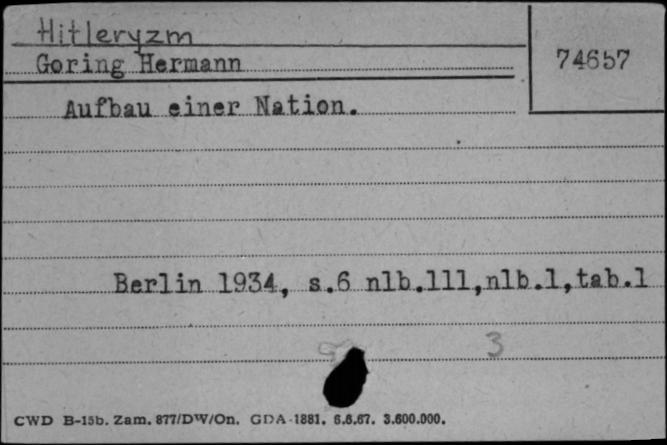 Hitleryzm
Goring Hermann
74657
Aufbau einer Nation.
Berlin 1934, s.6 nlb.111,nlb.1,tab.1
3
CWD B-15b. Zam. 877/DW/On. GDA-1881. 6.6.67. 3.600.000.